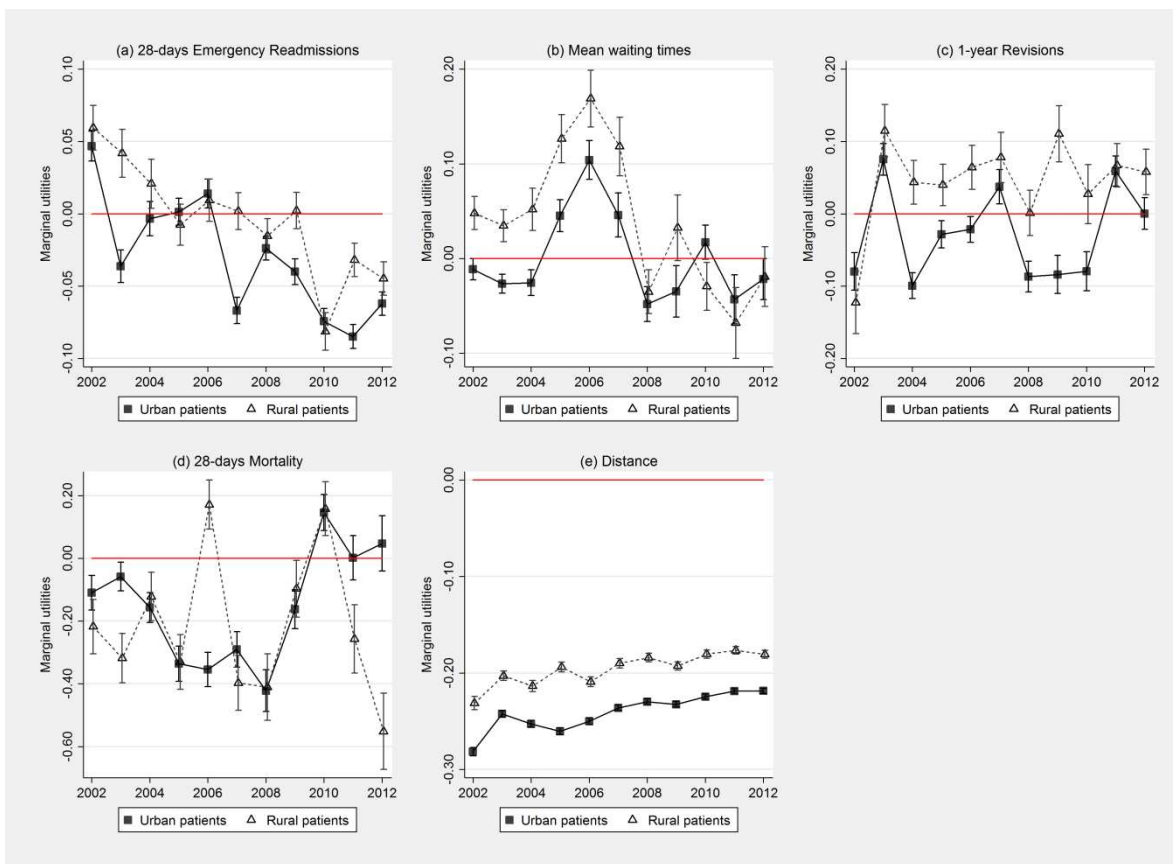 (a) 28-days Emergency Readmissions
Marginal utilities
0.10
0.05
0.00
-0.05
-0.10
2002 2004 2006 2008 2010 2012
Urban patients Rural patients
(b) Mean waiting times
Marginal utilities
0.20
0.10
0.00
-0.10
2002 2004 2006 2008 2010 2012
Urban patients Rural patients
(c) 1-year Revisions
Marginal utilities
0.20
0.10
0.00
-0.10
-0.20
2002 2004 2006 2008 2010 2012
Urban patients Rural patients
(d) 28-days Mortality
Marginal utilities
0.20
0.00
-0.20
-0.40
-0.60
2002 2004 2006 2008 2010 2012
Urban patients Rural patients
(e) Distance
Marginal utilities
0.00
-0.10
-0.20
-0.30
2002 2004 2006 2008 2010 2012
Urban patients Rural patients